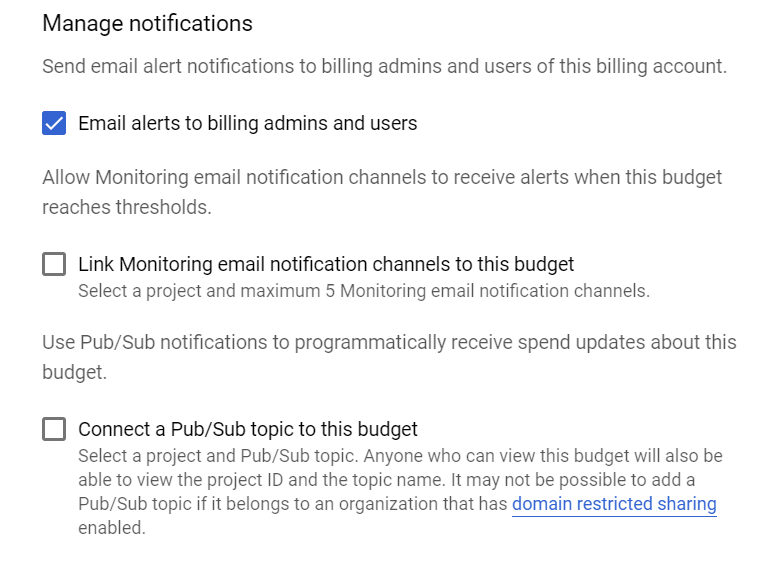 Manage notifications
Send email alert notifications to billing admins and users of this billing account.
Email alerts to billing admins and users
Allow Monitoring email notification channels to receive alerts when this budget
reaches thresholds.
Link Monitoring email notification channels to this budget
Select a project and maximum 5 Monitoring email notification channels.
Use Pub/Sub notifications to programmatically receive spend updates about this
budget.
Connect a Pub/Sub topic to this budget
Select a project and Pub/Sub topic. Anyone who can view this budget will also be
able to view the project ID and the topic name. It may not be possible to add a
Pub/Sub topic if it belongs to an organization that has domain restricted sharing
enabled.